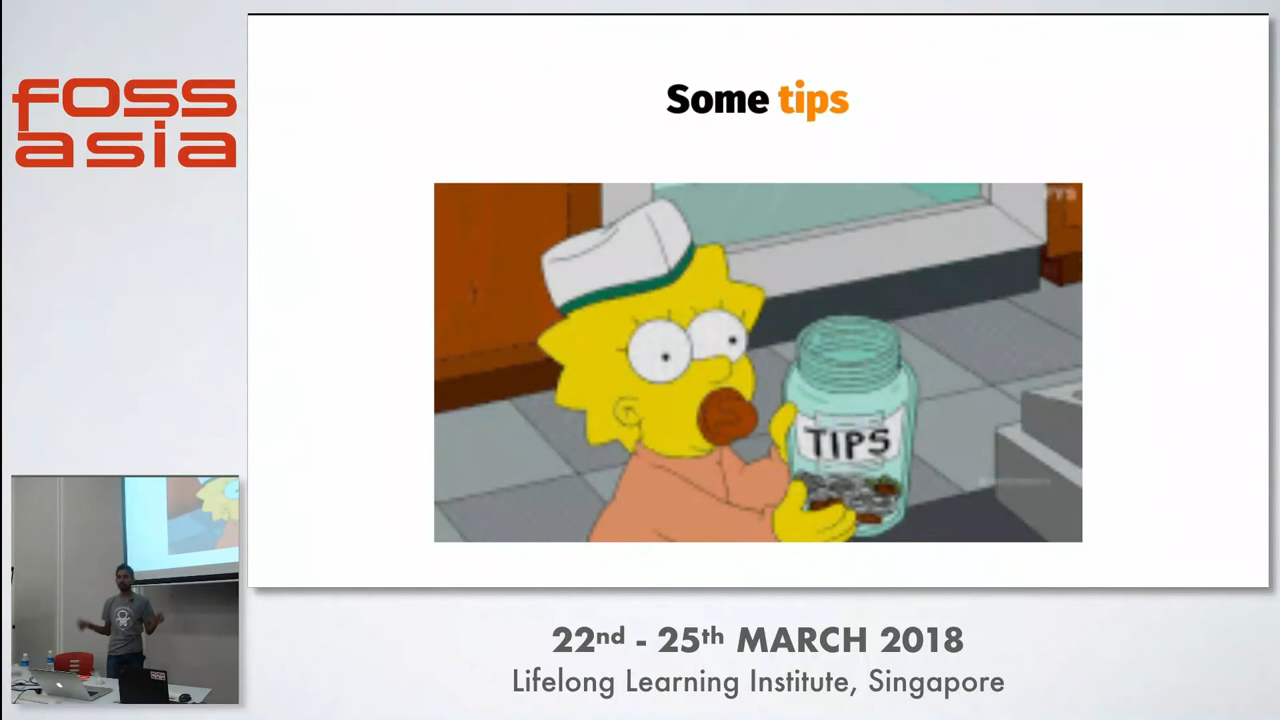 foss
asia
Some tips
TIPS
22nd - 25th MARCH 2018
Lifelong Learning Institute, Singapore